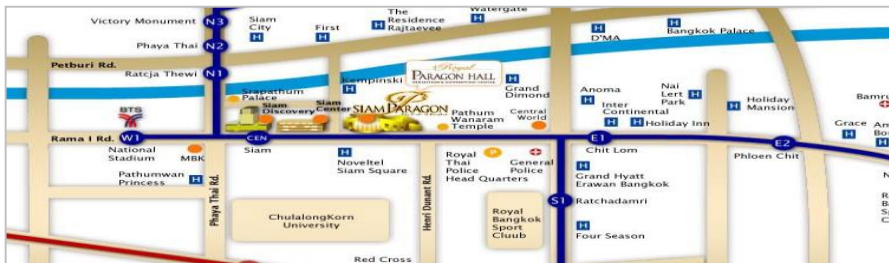 Victory Monument N3
Siam
City
H
First
H
The
Residence
Rajtaevee
H
Watergate
H
D'MA
H
Nai
Bangkok Palace
H
Phaya Thai N2
Petburi Rd.
Ratcja Thewi N1
Royal
PARAGON HALL
Kempinski
H
Srapathum
Palace
Siam
Discovery
Siam
Center
SIAM PARAGON
H
Grand
Dimond
Pathum
Wanaram
Temple
Central
World
Anoma
H
Inter
Continental
H
H Holiday Inn
Nai
Lert
Park
H
H Holiday
Mansion
Bamru
Grace
H
BTS
Rama I Rd. W1
CEN
E1
E2
National
Stadium
MBK
Siam
Chit Lom
Phloen Chit
Pathumwan
Princess
H
H
Noveltel
Siam Square
Royal
Thai
Police
Head Quarters
P
General
Police
H
Grand Hyatt
Erawan Bangkok
Phaya Thai Rd.
Henri Dunant Rd.
S1 Ratchadamri
ChulalongKorn
University
Royal
Bangkok
Sport
Cluub
H
Four Season
Red Cross